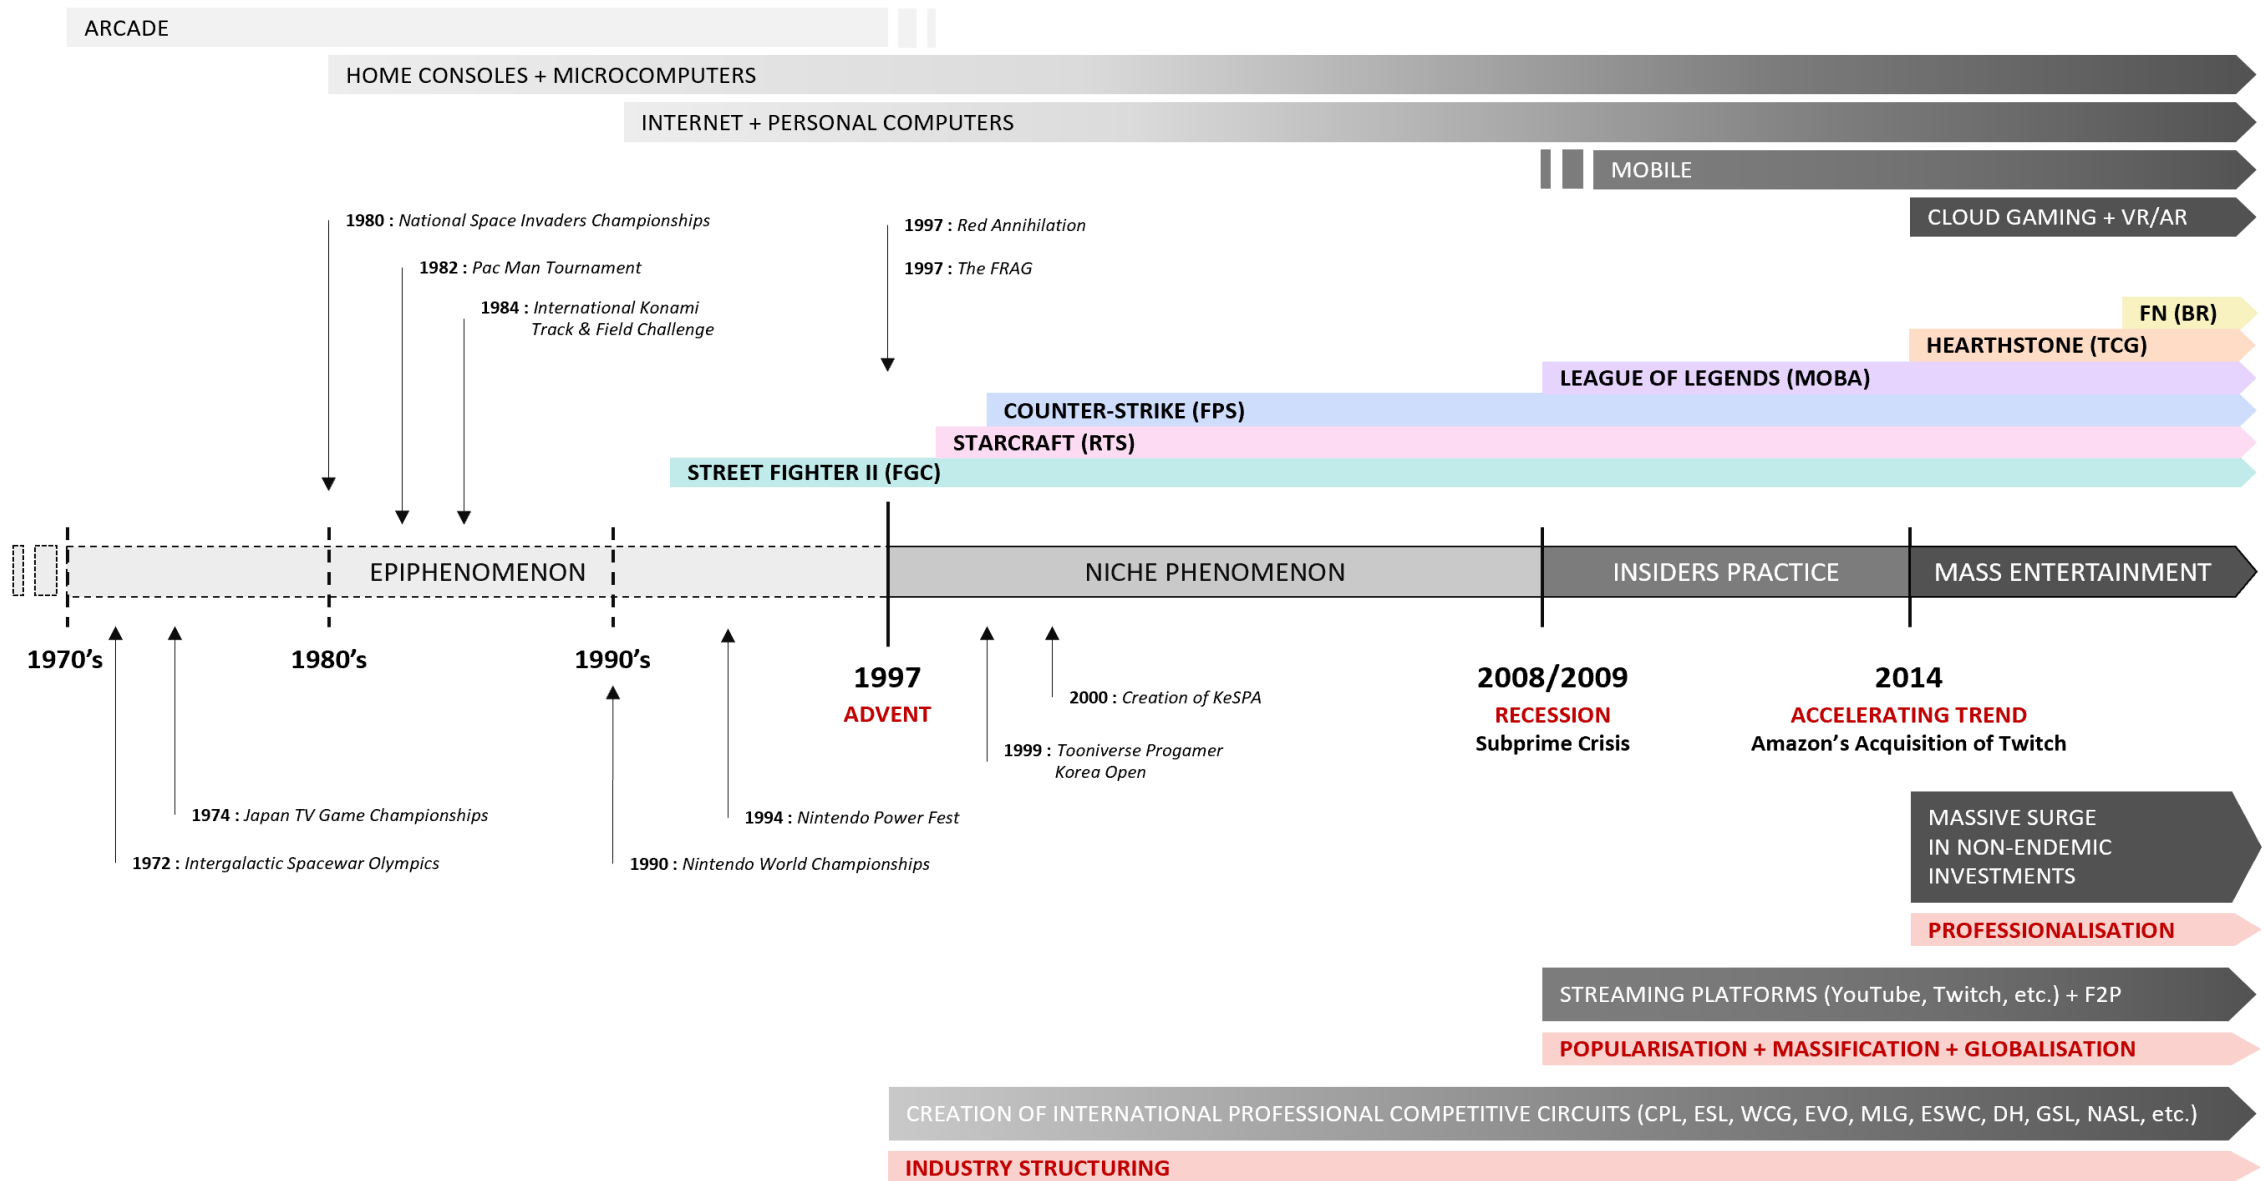 ARCADE
HOME CONSOLES + MICROCOMPUTERS
INTERNET + PERSONAL COMPUTERS
MOBILE
CLOUD GAMING + VR/AR
1980 : National Space Invaders Championships
1982 : Pac Man Tournament
1984 : International Konami
Track & Field Challenge
1997 : Red Annihilation
1997 : The FRAG
FN (BR)
HEARTHSTONE (TCG)
LEAGUE OF LEGENDS (MOBA)
COUNTER-STRIKE (FPS)
STARCRAFT (RTS)
STREET FIGHTER II (FGC)
EPIPHENOMENON
NICHE PHENOMENON
INSIDERS PRACTICE
MASS ENTERTAINMENT
1970’s
1980’s
1990’s
1997
ADVENT
2008/2009
RECESSION
Subprime Crisis
2014
ACCELERATING TREND
Amazon’s Acquisition of Twitch
2000 : Creation of KeSPA
1999 : Tooniverse Progamer
Korea Open
1974 : Japan TV Game Championships
1972 : Intergalactic Spacewar Olympics
1994 : Nintendo Power Fest
1990 : Nintendo World Championships
MASSIVE SURGE
IN NON-ENDEMIC
INVESTMENTS
PROFESSIONALISATION
STREAMING PLATFORMS (YouTube, Twitch, etc.) + F2P
POPULARISATION + MASSIFICATION + GLOBALISATION
CREATION OF INTERNATIONAL PROFESSIONAL COMPETITIVE CIRCUITS (CPL, ESL, WCG, EVO, MLG, ESWC, DH, GSL, NASL, etc.)
INDUSTRY STRUCTURING